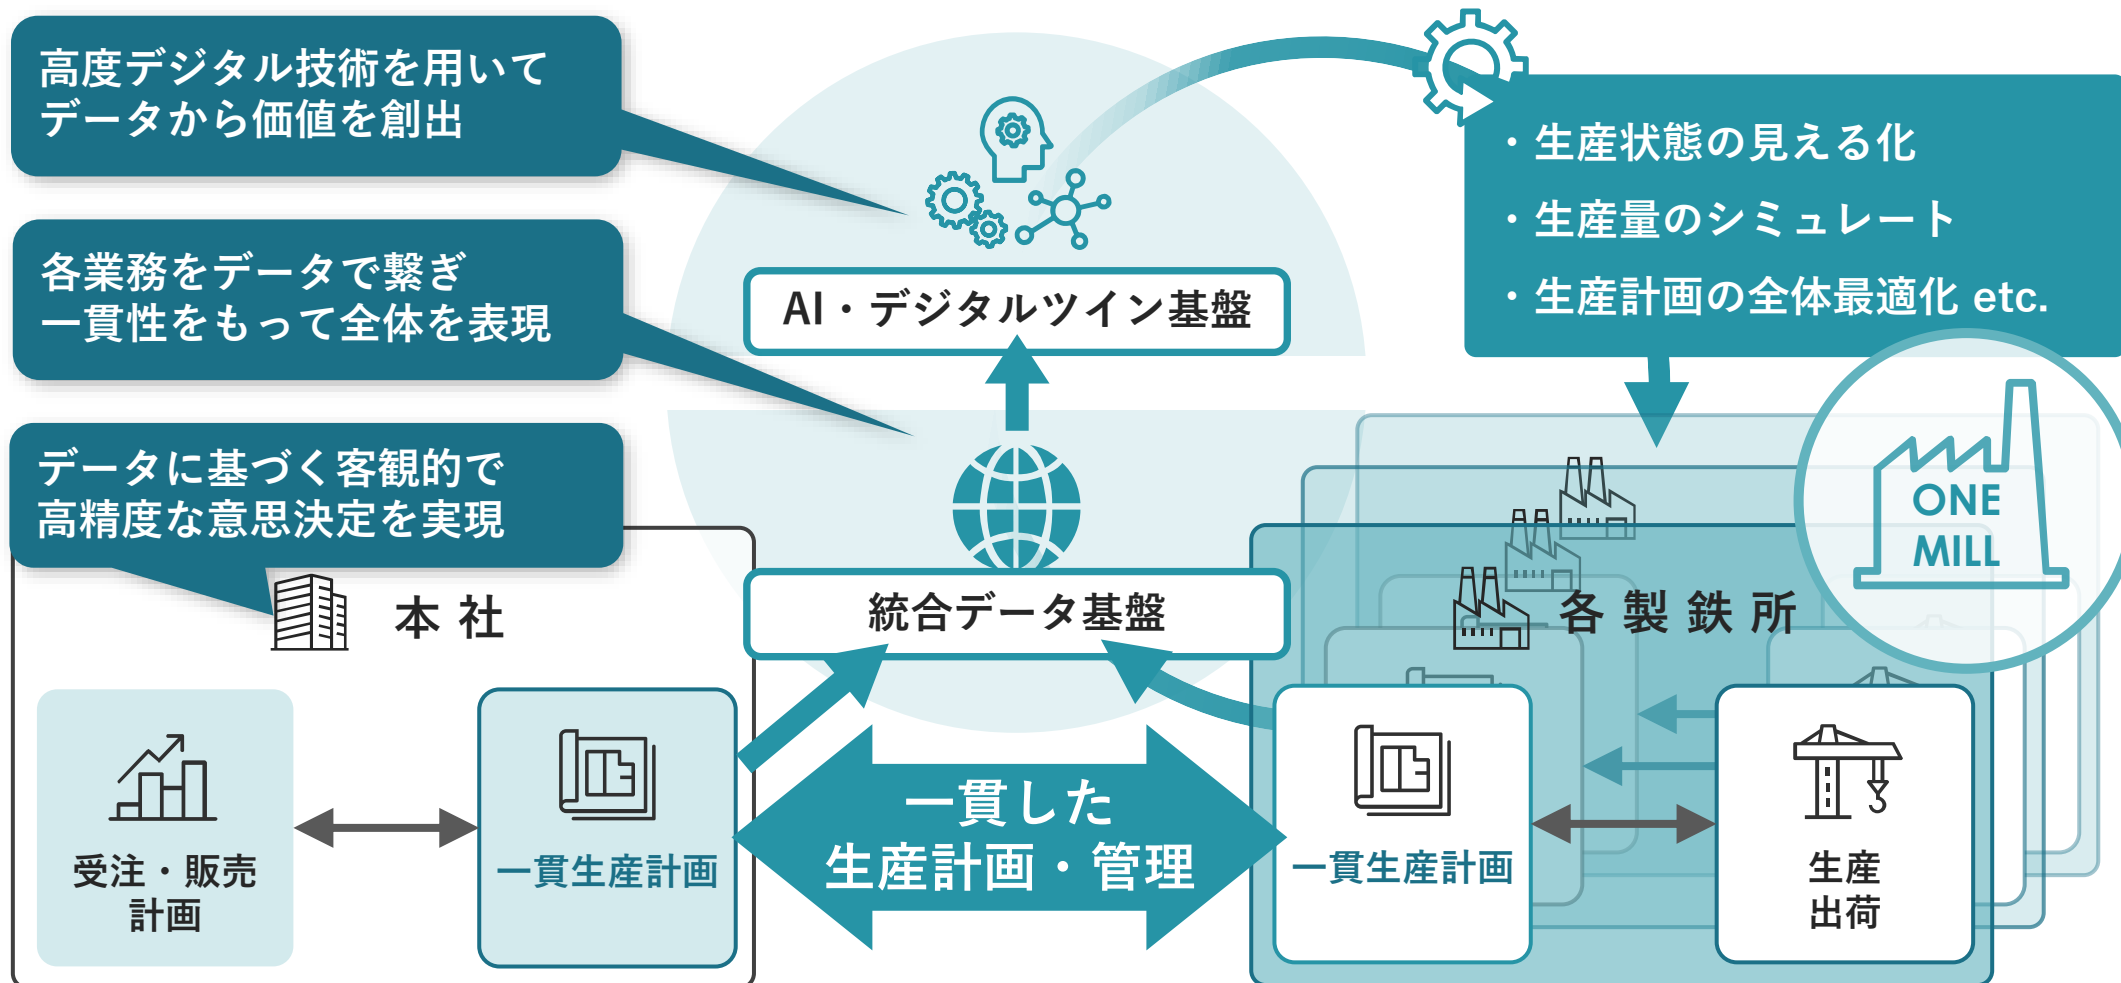 高度デジタル技術を用いて
データから価値を創出
各業務をデータで繋ぎ
一貫性をもって全体を表現
データに基づく客観的で
高精度な意思決定を実現
AI・デジタルツイン基盤
・生産状態の見える化
・生産量のシミュレート
・生産計画の全体最適化 etc.
ONE
MILL
本社
統合データ基盤
各製鉄所
受注・販売
計画
一貫生産計画
一貫した
生産計画・管理
一貫生産計画
生産
出荷